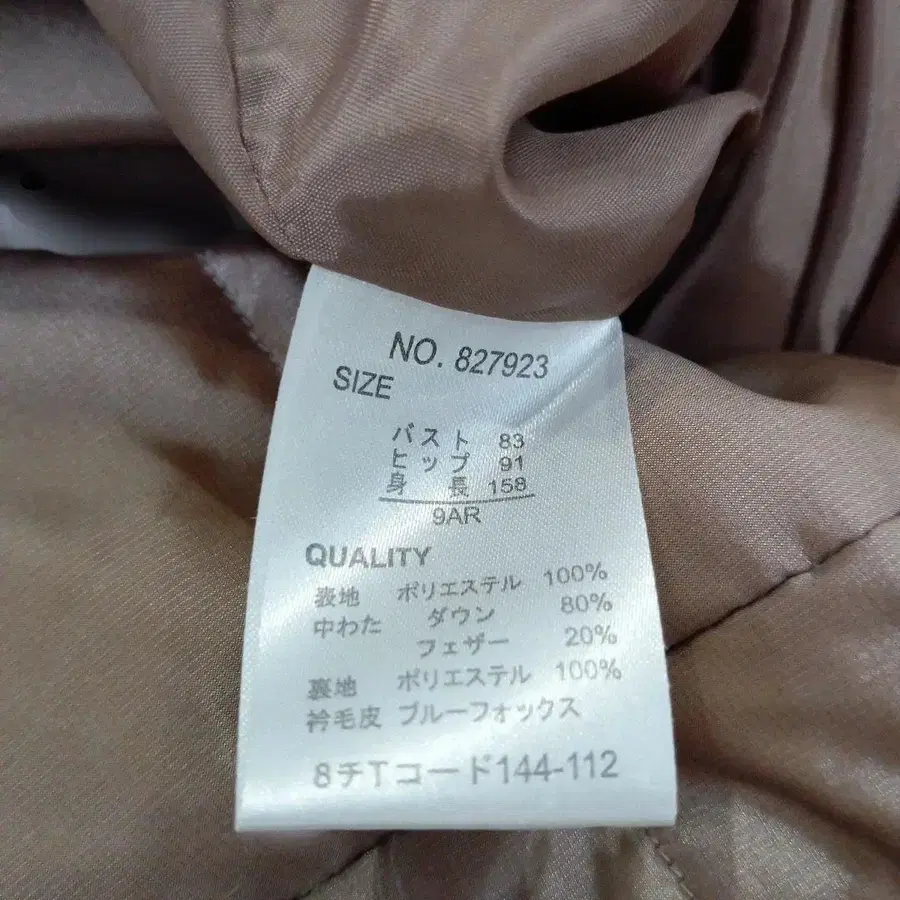 NO. 827923
SIZE
バスト 83
ヒップ 91
身長 158
9AR
QUALITY
表地 ポリエステル 100%
中わた ダウン 80%
フェザー 20%
裏地 ポリエステル 100%
衿毛皮 ブルーフォックス
8チTコード144-112